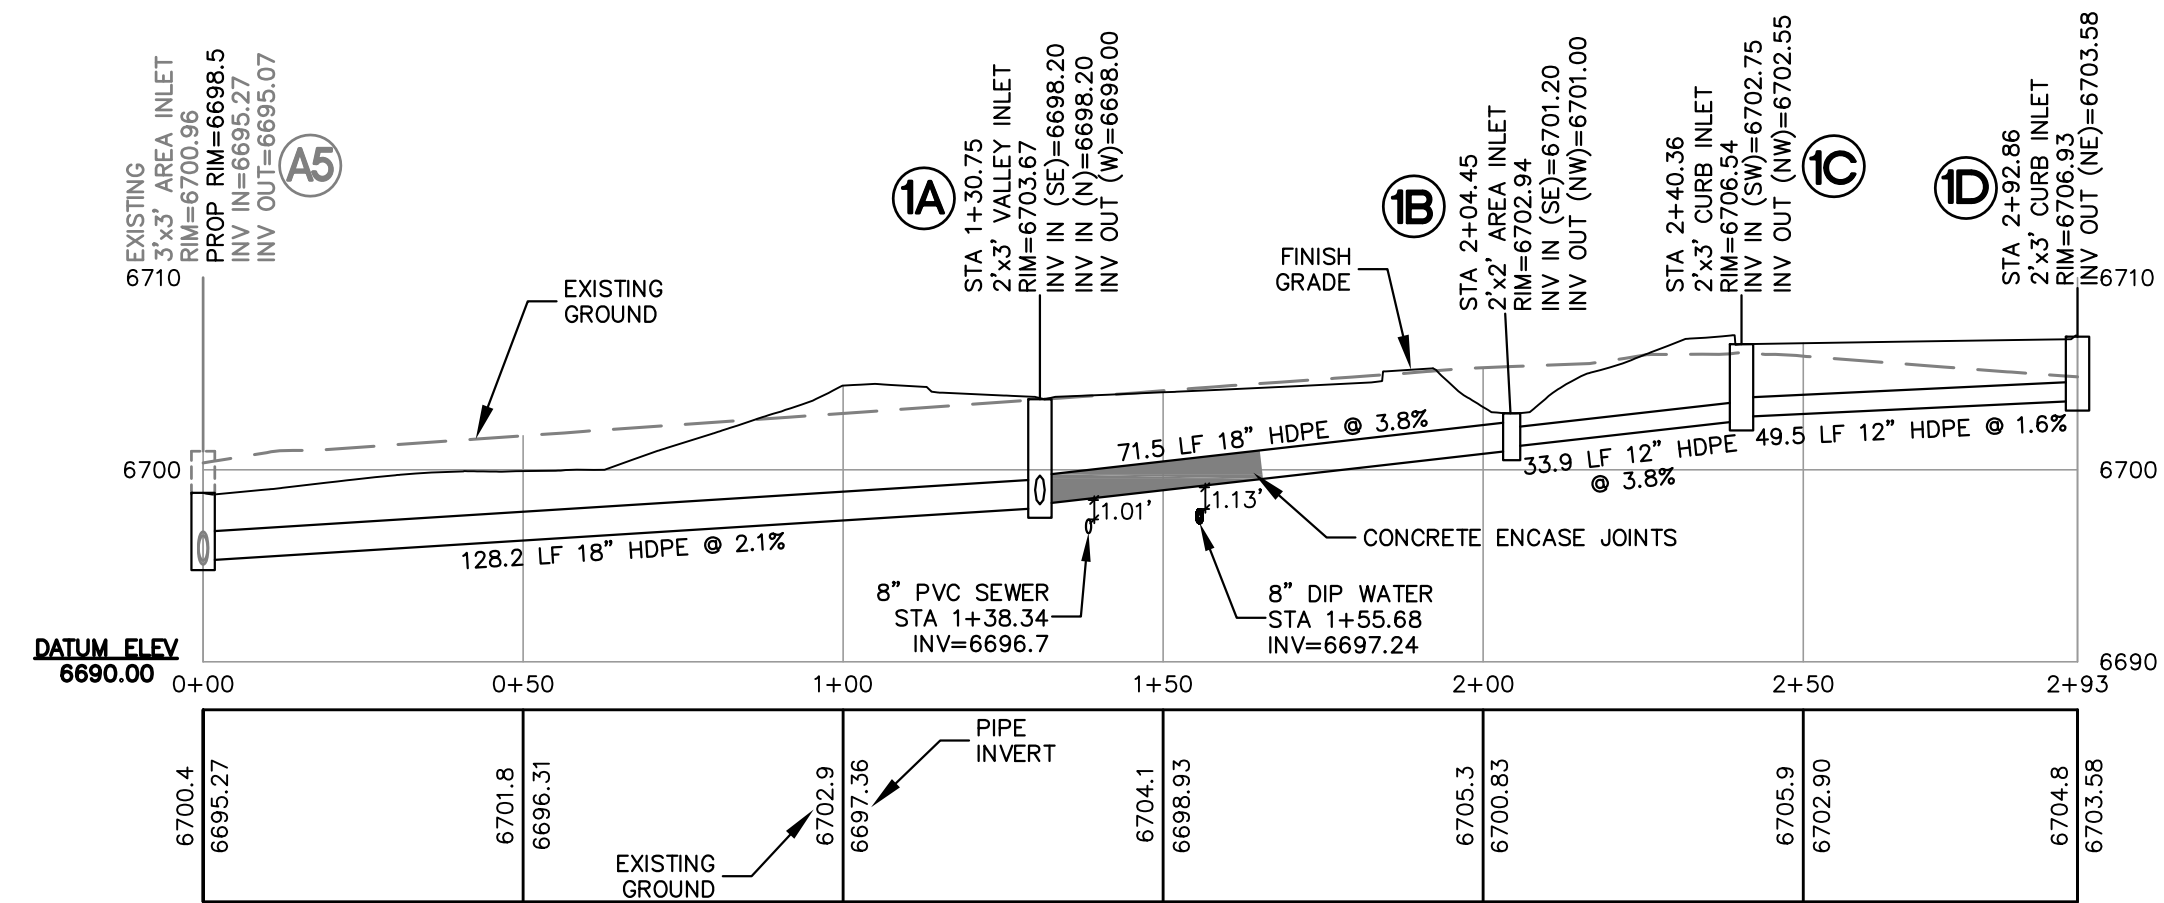 EXISTING
3'x3' AREA INLET
RIM=6700.96
PROP RIM=6698.5
INV IN=6695.27
INV OUT=6695.07
A5
1A
STA 1+30.75
2'x3' VALLEY INLET
RIM=6703.67
INV IN (SE)=6698.20
INV IN (N)=6698.20
INV OUT (W)=6698.00
1B
STA 2+04.45
2'x2' AREA INLET
RIM=6702.94
INV IN (SE)=6701.20
INV OUT (NW)=6701.00
STA 2+40.36
2'x3' CURB INLET
RIM=6706.54
INV IN (SW)=6702.75
INV OUT (NW)=6702.55
1C
1D
STA 2+92.86
2'x3' CURB INLET
RIM=6706.93
INV OUT (NE)=6703.58
6710
6710
EXISTING
GROUND
FINISH
GRADE
6700
6700
71.5 LF 18" HDPE @ 3.8%
33.9 LF 12" HDPE
@ 3.8%
49.5 LF 12" HDPE @ 1.6%
1.01'
1.13'
128.2 LF 18" HDPE @ 2.1%
CONCRETE ENCASE JOINTS
8" PVC SEWER
STA 1+38.34
INV=6696.7
8" DIP WATER
STA 1+55.68
INV=6697.24
DATUM ELEV
6690.00
6690
0+00
0+50
1+00
1+50
2+00
2+50
2+93
PIPE
INVERT
6700.4
6695.27
6701.8
6696.31
6702.9
6697.36
6704.1
6698.93
6705.3
6700.83
6705.9
6702.90
6704.8
6703.58
EXISTING
GROUND